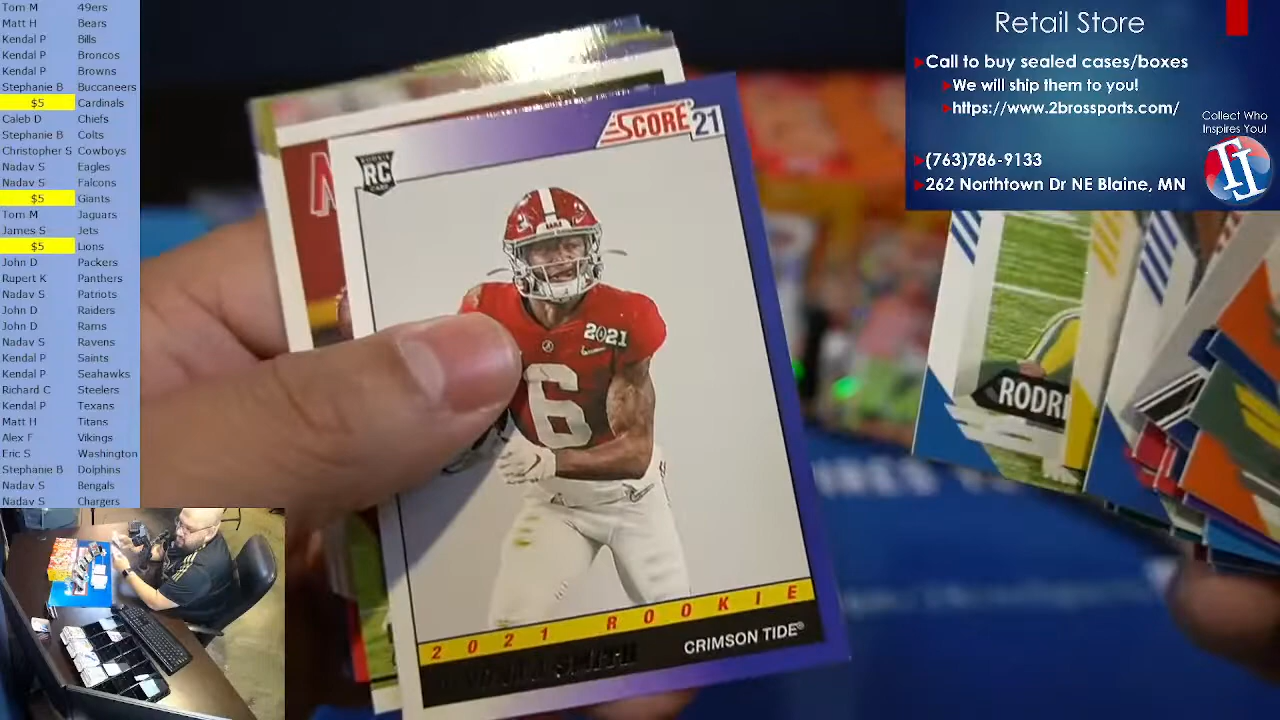 Tom M 49ers
Matt H Bears
Kendal P Bills
Kendal P Broncos
Kendal P Browns
Stephanie B Buccaneers
$5 Cardinals
Caleb D Chiefs
Stephanie B Colts
Christopher S Cowboys
Nadav S Eagles
Nadav S Falcons
$5 Giants
Tom M Jaguars
James S Jets
$5 Lions
John D Packers
Rupert K Panthers
Nadav S Patriots
John D Raiders
John D Rams
Nadav S Ravens
Kendal P Saints
Kendal P Seahawks
Richard C Steelers
Kendal P Texans
Matt H Titans
Alex F Vikings
Eric S Washington
Stephanie B Dolphins
Nadav S Bengals
Nadav S Chargers
SCORE 21
ROOKIE
RC
CARD
2021
6
2021 ROOKIE
SMITH
CRIMSON TIDE®
Retail Store
Call to buy sealed cases/boxes
We will ship them to you!
https://www.2brossports.com/
(763)786-9133
262 Northtown Dr NE Blaine, MN
Collect Who
Inspires You!
RODRI